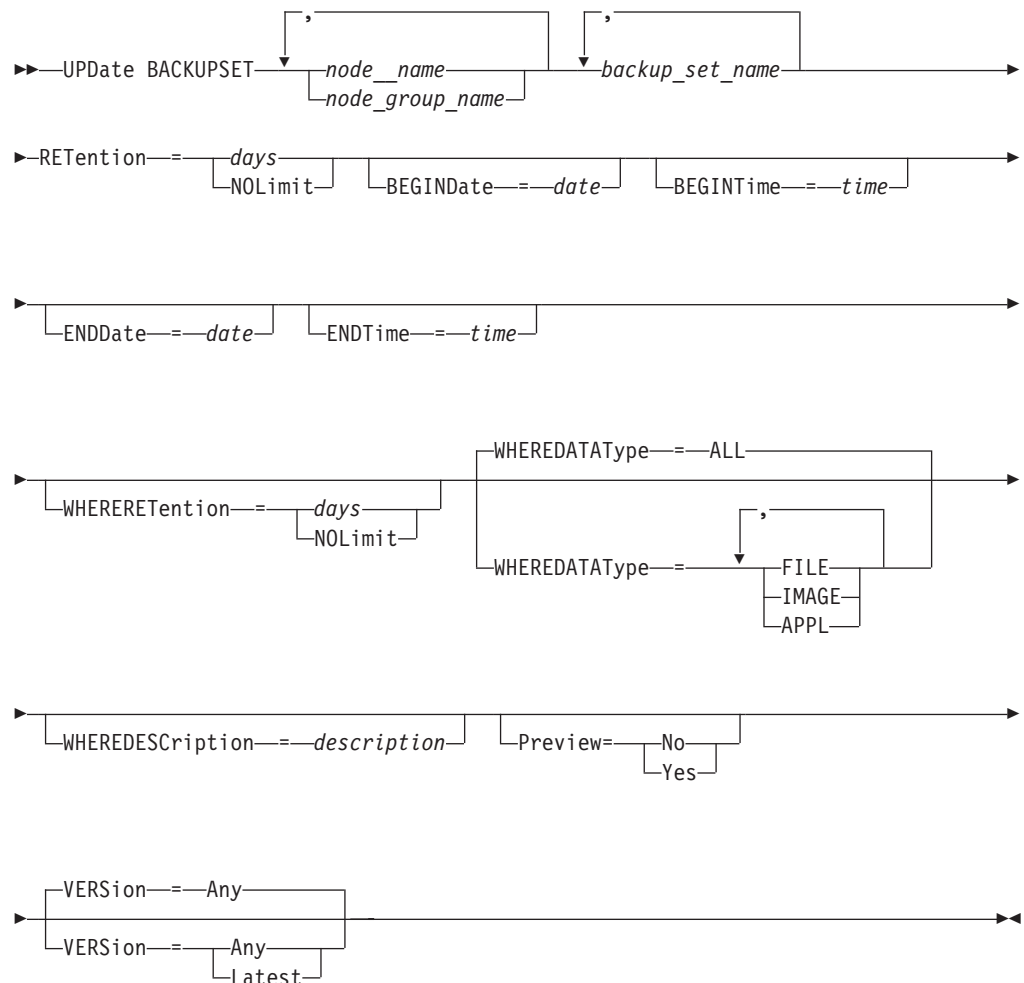 , ,
UPDate BACKUPSET node__name backup_set_name
node_group_name
RETention = days BEGINDate = date BEGINTime = time
NOLimit
ENDDate = date ENDTime = time
WHEREDATAType = ALL
WHERERETention = days ,
NOLimit WHEREDATAType = FILE
IMAGE
APPL
WHEREDESCription = description Preview= No
Yes
VERSion = Any
VERSion = Any
Latest